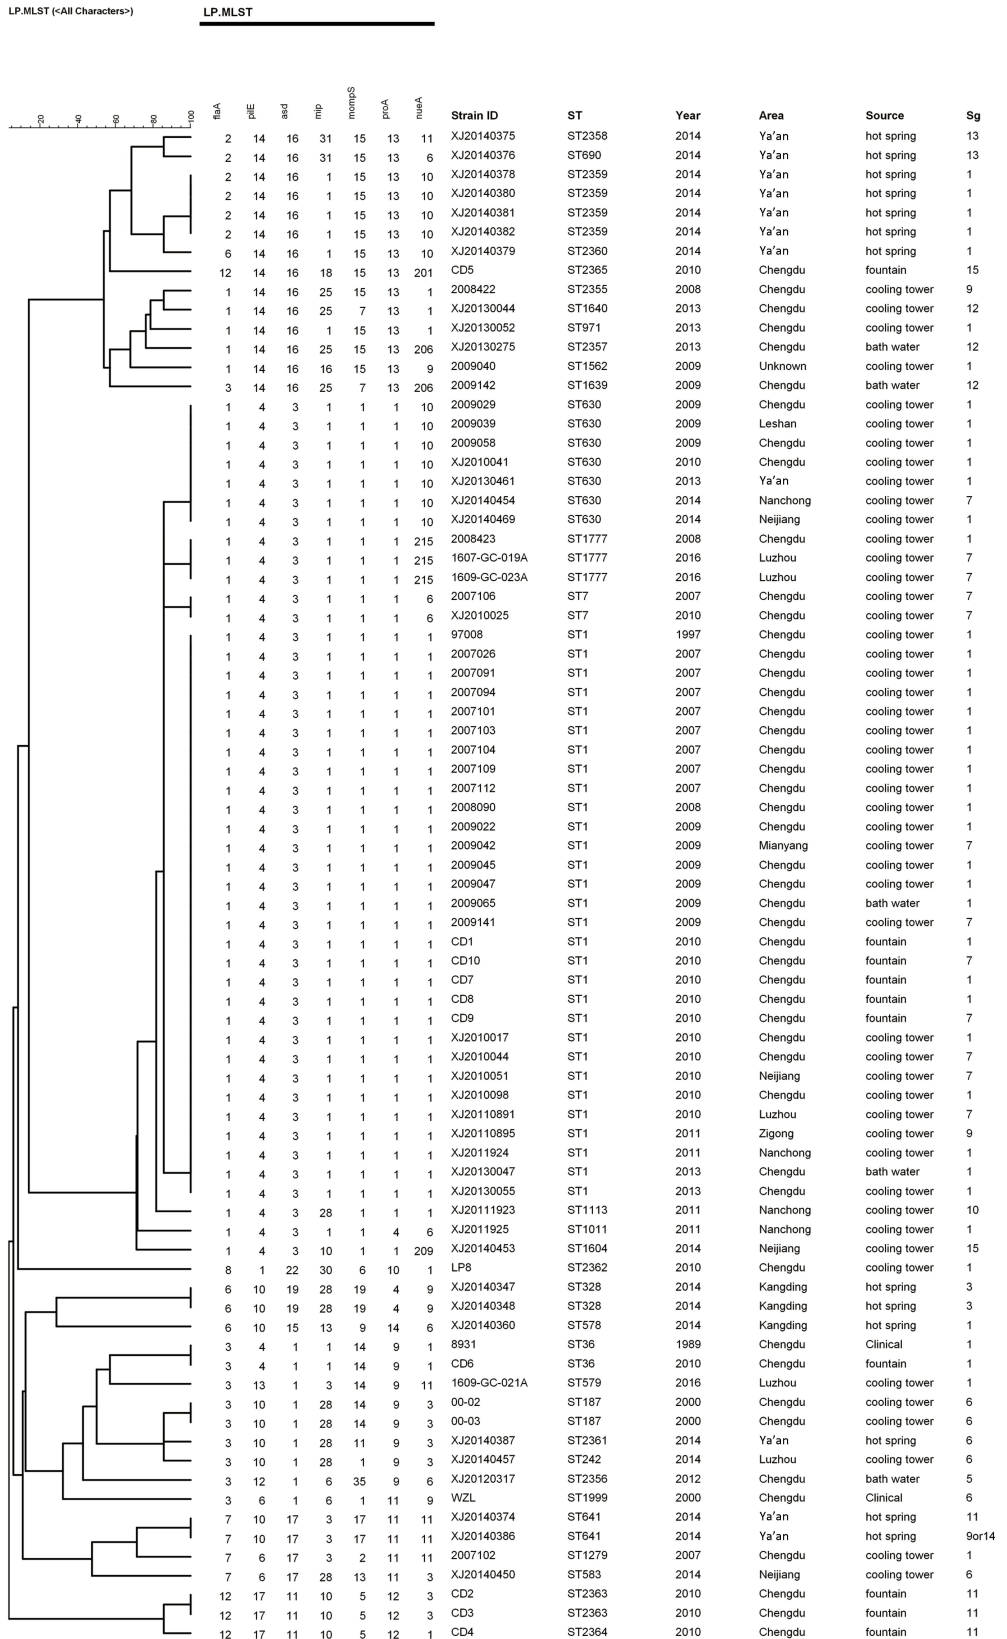 LP.MLST (<All Characters>) LP.MLST
20 40 60 80 100 flaA pilE asd mip mompS proA nueA Strain ID ST Year Area Source Sg
2 14 16 31 15 13 11 XJ20140375 ST2358 2014 Ya'an hot spring 13
2 14 16 31 15 13 6 XJ20140376 ST690 2014 Ya'an hot spring 13
2 14 16 1 15 13 10 XJ20140378 ST2359 2014 Ya'an hot spring 1
2 14 16 1 15 13 10 XJ20140380 ST2359 2014 Ya'an hot spring 1
2 14 16 1 15 13 10 XJ20140381 ST2359 2014 Ya'an hot spring 1
2 14 16 1 15 13 10 XJ20140382 ST2359 2014 Ya'an hot spring 1
6 14 16 1 15 13 10 XJ20140379 ST2360 2014 Ya'an hot spring 1
12 14 16 18 15 13 201 CD5 ST2365 2010 Chengdu fountain 15
1 14 16 25 15 13 1 2008422 ST2355 2008 Chengdu cooling tower 9
1 14 16 25 7 13 1 XJ20130044 ST1640 2013 Chengdu cooling tower 12
1 14 16 1 15 13 1 XJ20130052 ST971 2013 Chengdu cooling tower 1
1 14 16 25 15 13 206 XJ20130275 ST2357 2013 Chengdu bath water 12
1 14 16 16 15 13 9 2009040 ST1562 2009 Unknown cooling tower 1
3 14 16 25 7 13 206 2009142 ST1639 2009 Chengdu bath water 12
1 4 3 1 1 1 10 2009029 ST630 2009 Chengdu cooling tower 1
1 4 3 1 1 1 10 2009039 ST630 2009 Leshan cooling tower 1
1 4 3 1 1 1 10 2009058 ST630 2009 Chengdu cooling tower 1
1 4 3 1 1 1 10 XJ2010041 ST630 2010 Chengdu cooling tower 1
1 4 3 1 1 1 10 XJ20130461 ST630 2013 Ya'an cooling tower 1
1 4 3 1 1 1 10 XJ20140454 ST630 2014 Nanchong cooling tower 7
1 4 3 1 1 1 10 XJ20140469 ST630 2014 Neijiang cooling tower 1
1 4 3 1 1 1 215 2008423 ST1777 2008 Chengdu cooling tower 1
1 4 3 1 1 1 215 1607-GC-019A ST1777 2016 Luzhou cooling tower 7
1 4 3 1 1 1 215 1609-GC-023A ST1777 2016 Luzhou cooling tower 7
1 4 3 1 1 1 6 2007106 ST7 2007 Chengdu cooling tower 7
1 4 3 1 1 1 6 XJ2010025 ST7 2010 Chengdu cooling tower 7
1 4 3 1 1 1 1 97008 ST1 1997 Chengdu cooling tower 1
1 4 3 1 1 1 1 2007026 ST1 2007 Chengdu cooling tower 1
1 4 3 1 1 1 1 2007091 ST1 2007 Chengdu cooling tower 1
1 4 3 1 1 1 1 2007094 ST1 2007 Chengdu cooling tower 1
1 4 3 1 1 1 1 2007101 ST1 2007 Chengdu cooling tower 1
1 4 3 1 1 1 1 2007103 ST1 2007 Chengdu cooling tower 1
1 4 3 1 1 1 1 2007104 ST1 2007 Chengdu cooling tower 1
1 4 3 1 1 1 1 2007109 ST1 2007 Chengdu cooling tower 1
1 4 3 1 1 1 1 2007112 ST1 2007 Chengdu cooling tower 1
1 4 3 1 1 1 1 2008090 ST1 2008 Chengdu cooling tower 1
1 4 3 1 1 1 1 2009022 ST1 2009 Chengdu cooling tower 1
1 4 3 1 1 1 1 2009042 ST1 2009 Mianyang cooling tower 7
1 4 3 1 1 1 1 2009045 ST1 2009 Chengdu cooling tower 1
1 4 3 1 1 1 1 2009047 ST1 2009 Chengdu cooling tower 1
1 4 3 1 1 1 1 2009065 ST1 2009 Chengdu bath water 1
1 4 3 1 1 1 1 2009141 ST1 2009 Chengdu cooling tower 7
1 4 3 1 1 1 1 CD1 ST1 2010 Chengdu fountain 1
1 4 3 1 1 1 1 CD10 ST1 2010 Chengdu fountain 7
1 4 3 1 1 1 1 CD7 ST1 2010 Chengdu fountain 1
1 4 3 1 1 1 1 CD8 ST1 2010 Chengdu fountain 1
1 4 3 1 1 1 1 CD9 ST1 2010 Chengdu fountain 7
1 4 3 1 1 1 1 XJ2010017 ST1 2010 Chengdu cooling tower 1
1 4 3 1 1 1 1 XJ2010044 ST1 2010 Chengdu cooling tower 7
1 4 3 1 1 1 1 XJ2010051 ST1 2010 Neijiang cooling tower 7
1 4 3 1 1 1 1 XJ2010098 ST1 2010 Chengdu cooling tower 1
1 4 3 1 1 1 1 XJ20110891 ST1 2010 Luzhou cooling tower 7
1 4 3 1 1 1 1 XJ20110895 ST1 2011 Zigong cooling tower 9
1 4 3 1 1 1 1 XJ2011924 ST1 2011 Nanchong cooling tower 1
1 4 3 1 1 1 1 XJ20130047 ST1 2013 Chengdu bath water 1
1 4 3 1 1 1 1 XJ20130055 ST1 2013 Chengdu cooling tower 1
1 4 3 28 1 1 1 XJ20111923 ST1113 2011 Nanchong cooling tower 10
1 4 3 1 1 4 6 XJ2011925 ST1011 2011 Nanchong cooling tower 1
1 4 3 10 1 1 209 XJ20140453 ST1604 2014 Neijiang cooling tower 15
8 1 22 30 6 10 1 LP8 ST2362 2010 Chengdu cooling tower 1
6 10 19 28 19 4 9 XJ20140347 ST328 2014 Kangding hot spring 3
6 10 19 28 19 4 9 XJ20140348 ST328 2014 Kangding hot spring 3
6 10 15 13 9 14 6 XJ20140360 ST578 2014 Kangding hot spring 1
3 4 1 1 14 9 1 8931 ST36 1989 Chengdu Clinical 1
3 4 1 1 14 9 1 CD6 ST36 2010 Chengdu fountain 1
3 13 1 3 14 9 11 1609-GC-021A ST579 2016 Luzhou cooling tower 1
3 10 1 28 14 9 3 00-02 ST187 2000 Chengdu cooling tower 6
3 10 1 28 14 9 3 00-03 ST187 2000 Chengdu cooling tower 6
3 10 1 28 11 9 3 XJ20140387 ST2361 2014 Ya'an hot spring 6
3 10 1 28 1 9 3 XJ20140457 ST242 2014 Luzhou cooling tower 6
3 12 1 6 35 9 6 XJ20120317 ST2356 2012 Chengdu bath water 5
3 6 1 6 1 11 9 WZL ST1999 2000 Chengdu Clinical 6
7 10 17 3 17 11 11 XJ20140374 ST641 2014 Ya'an hot spring 11
7 10 17 3 17 11 11 XJ20140386 ST641 2014 Ya'an hot spring 9or14
7 6 17 3 2 11 11 2007102 ST1279 2007 Chengdu cooling tower 1
7 6 17 28 13 11 3 XJ20140450 ST583 2014 Neijiang cooling tower 6
12 17 11 10 5 12 3 CD2 ST2363 2010 Chengdu fountain 11
12 17 11 10 5 12 3 CD3 ST2363 2010 Chengdu fountain 11
12 17 11 10 5 12 1 CD4 ST2364 2010 Chengdu fountain 11